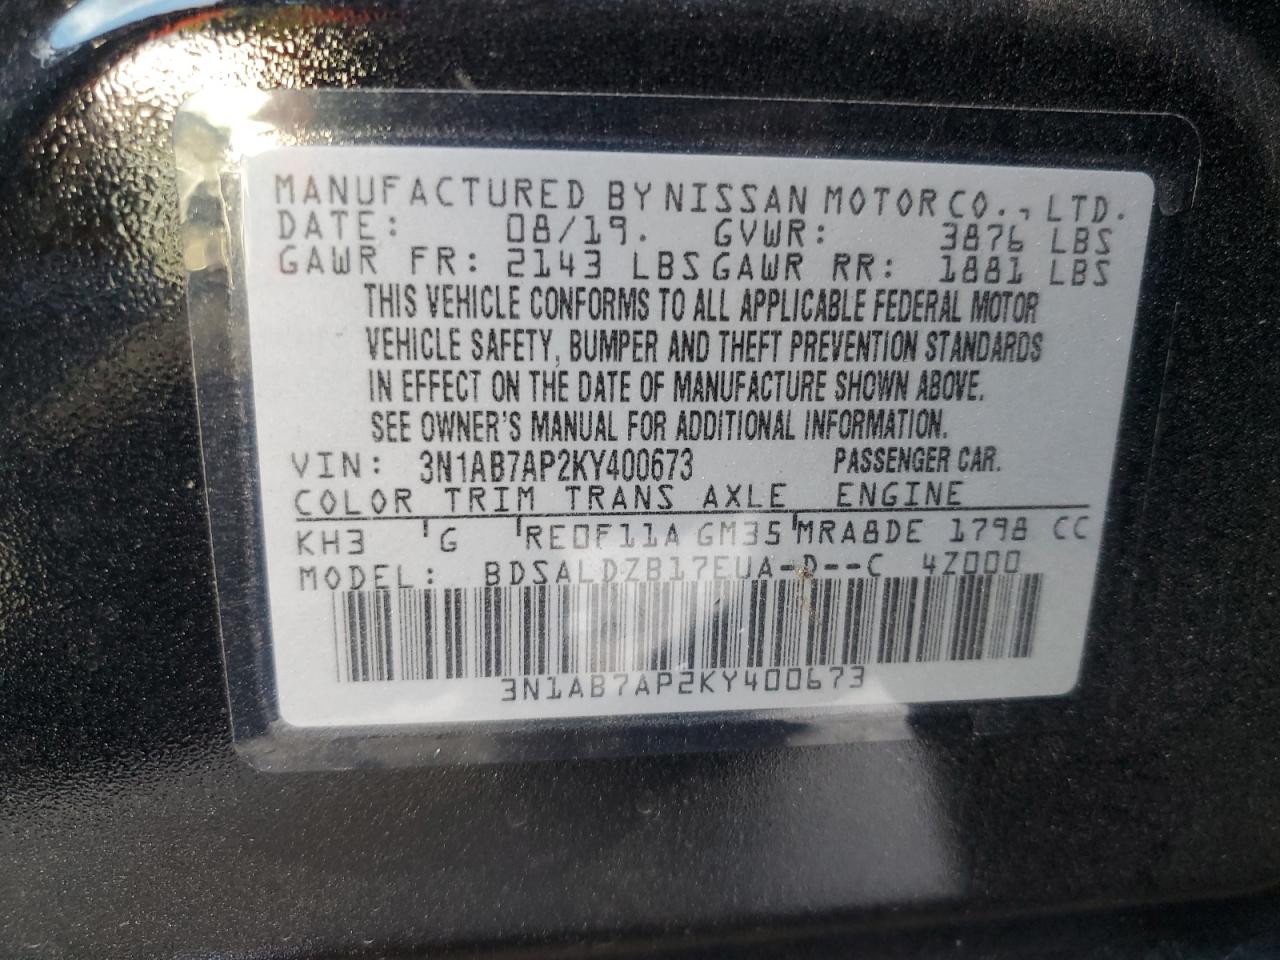 MANUFACTURED BY NISSAN MOTOR CO., LTD.
DATE: 08/19. GVWR: 3876 LBS
GAWR FR: 2143 LBS GAWR RR: 1881 LBS
THIS VEHICLE CONFORMS TO ALL APPLICABLE FEDERAL MOTOR
VEHICLE SAFETY, BUMPER AND THEFT PREVENTION STANDARDS
IN EFFECT ON THE DATE OF MANUFACTURE SHOWN ABOVE.
SEE OWNER'S MANUAL FOR ADDITIONAL INFORMATION.
VIN: 3N1AB7AP2KY400673 PASSENGER CAR.
COLOR TRIM TRANS AXLE ENGINE
KH3 G RE0F11A GM35 MRA8DE 1798 CC
MODEL: BDSALDZB17EUA-D--C 4Z000
3N1AB7AP2KY400673